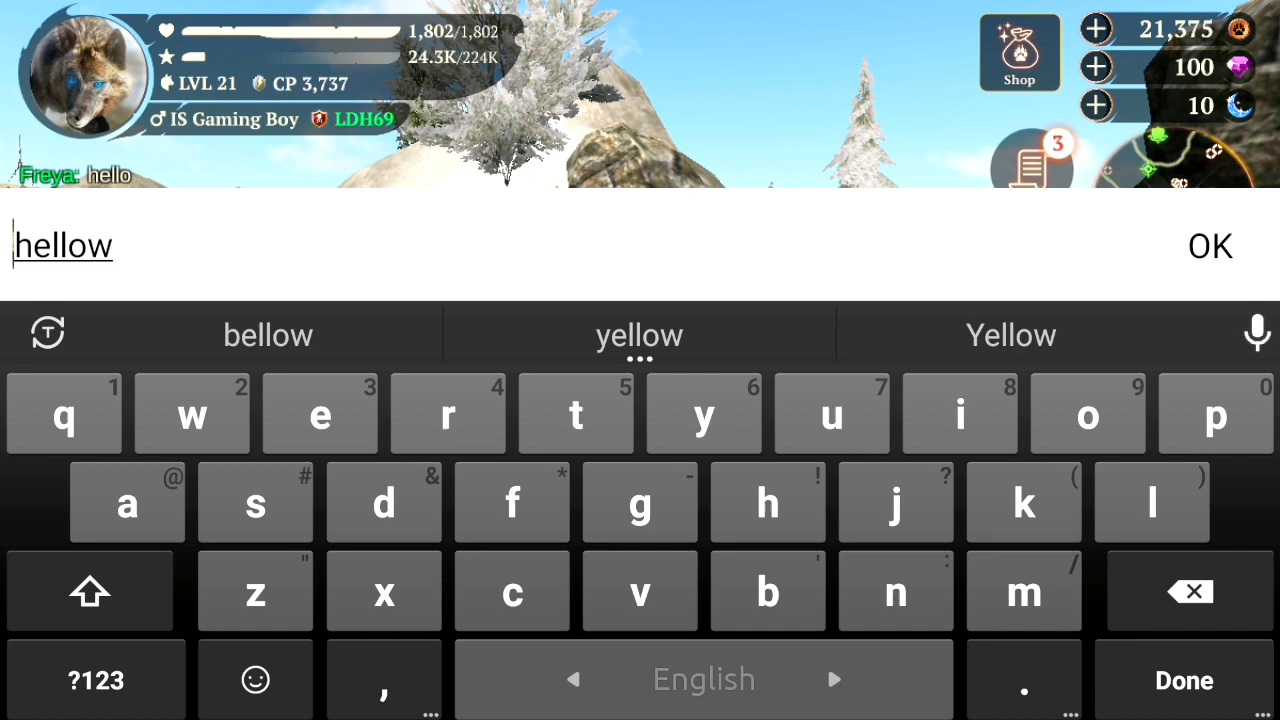 1,802/1,802
24.3K/224K
LVL 21 CP 3,737
IS Gaming Boy LDH69
Freya: hello
Shop
21,375
100
10
3
hellow
OK
T
bellow yellow Yellow
q 1 w 2 e 3 r 4 t 5 y 6 u 7 i 8 o 9 p 0
a @ s # d & f * g - h ! j ? k ( l )
z " x c v b ' n : m /
?123 , English . Done